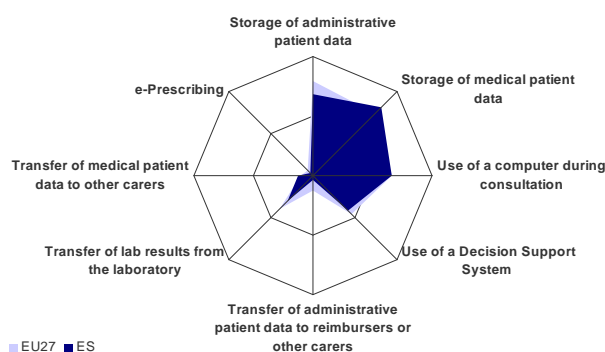 Storage of administrative
patient data
Storage of medical patient
data
e-Prescribing
Transfer of medical patient
data to other carers
Use of a computer during
consultation
Transfer of lab results from
the laboratory
Use of a Decision Support
System
Transfer of administrative
patient data to reimbursers or
other carers
EU27 ES